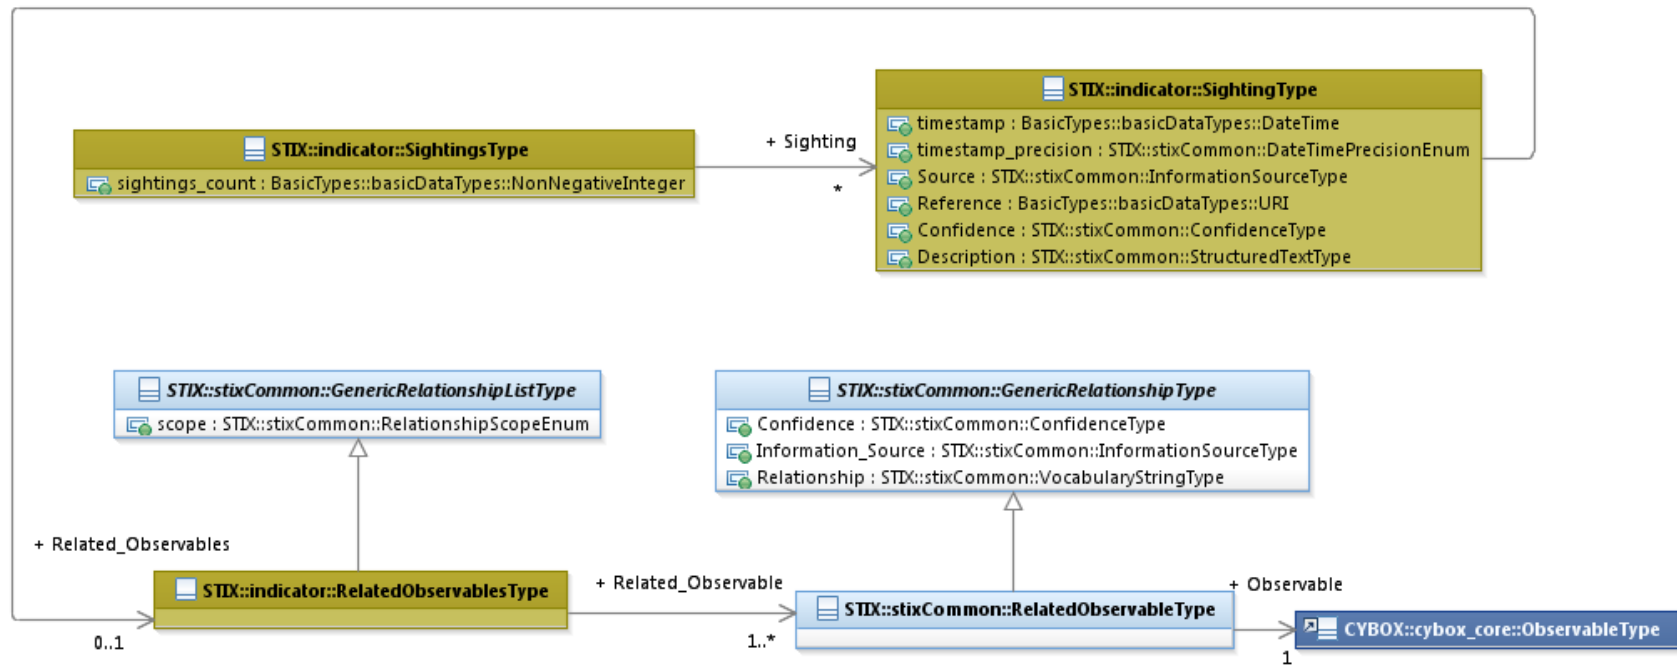 STIX::indicator::SightingType
timestamp : BasicTypes::basicDataTypes::DateTime
timestamp_precision : STIX::stixCommon::DateTimePrecisionEnum
Source : STIX::stixCommon::InformationSourceType
Reference : BasicTypes::basicDataTypes::URI
Confidence : STIX::stixCommon::ConfidenceType
Description : STIX::stixCommon::StructuredTextType
STIX::indicator::SightingsType
sightings_count : BasicTypes::basicDataTypes::NonNegativeInteger
+ Sighting
*
STIX::stixCommon::GenericRelationshipListType
scope : STIX::stixCommon::RelationshipScopeEnum
STIX::stixCommon::GenericRelationshipType
Confidence : STIX::stixCommon::ConfidenceType
Information_Source : STIX::stixCommon::InformationSourceType
Relationship : STIX::stixCommon::VocabularyStringType
+ Related_Observables
0..1
STIX::indicator::RelatedObservablesType
+ Related_Observable
1..*
STIX::stixCommon::RelatedObservableType
+ Observable
1
CYBOX::cybox_core::ObservableType